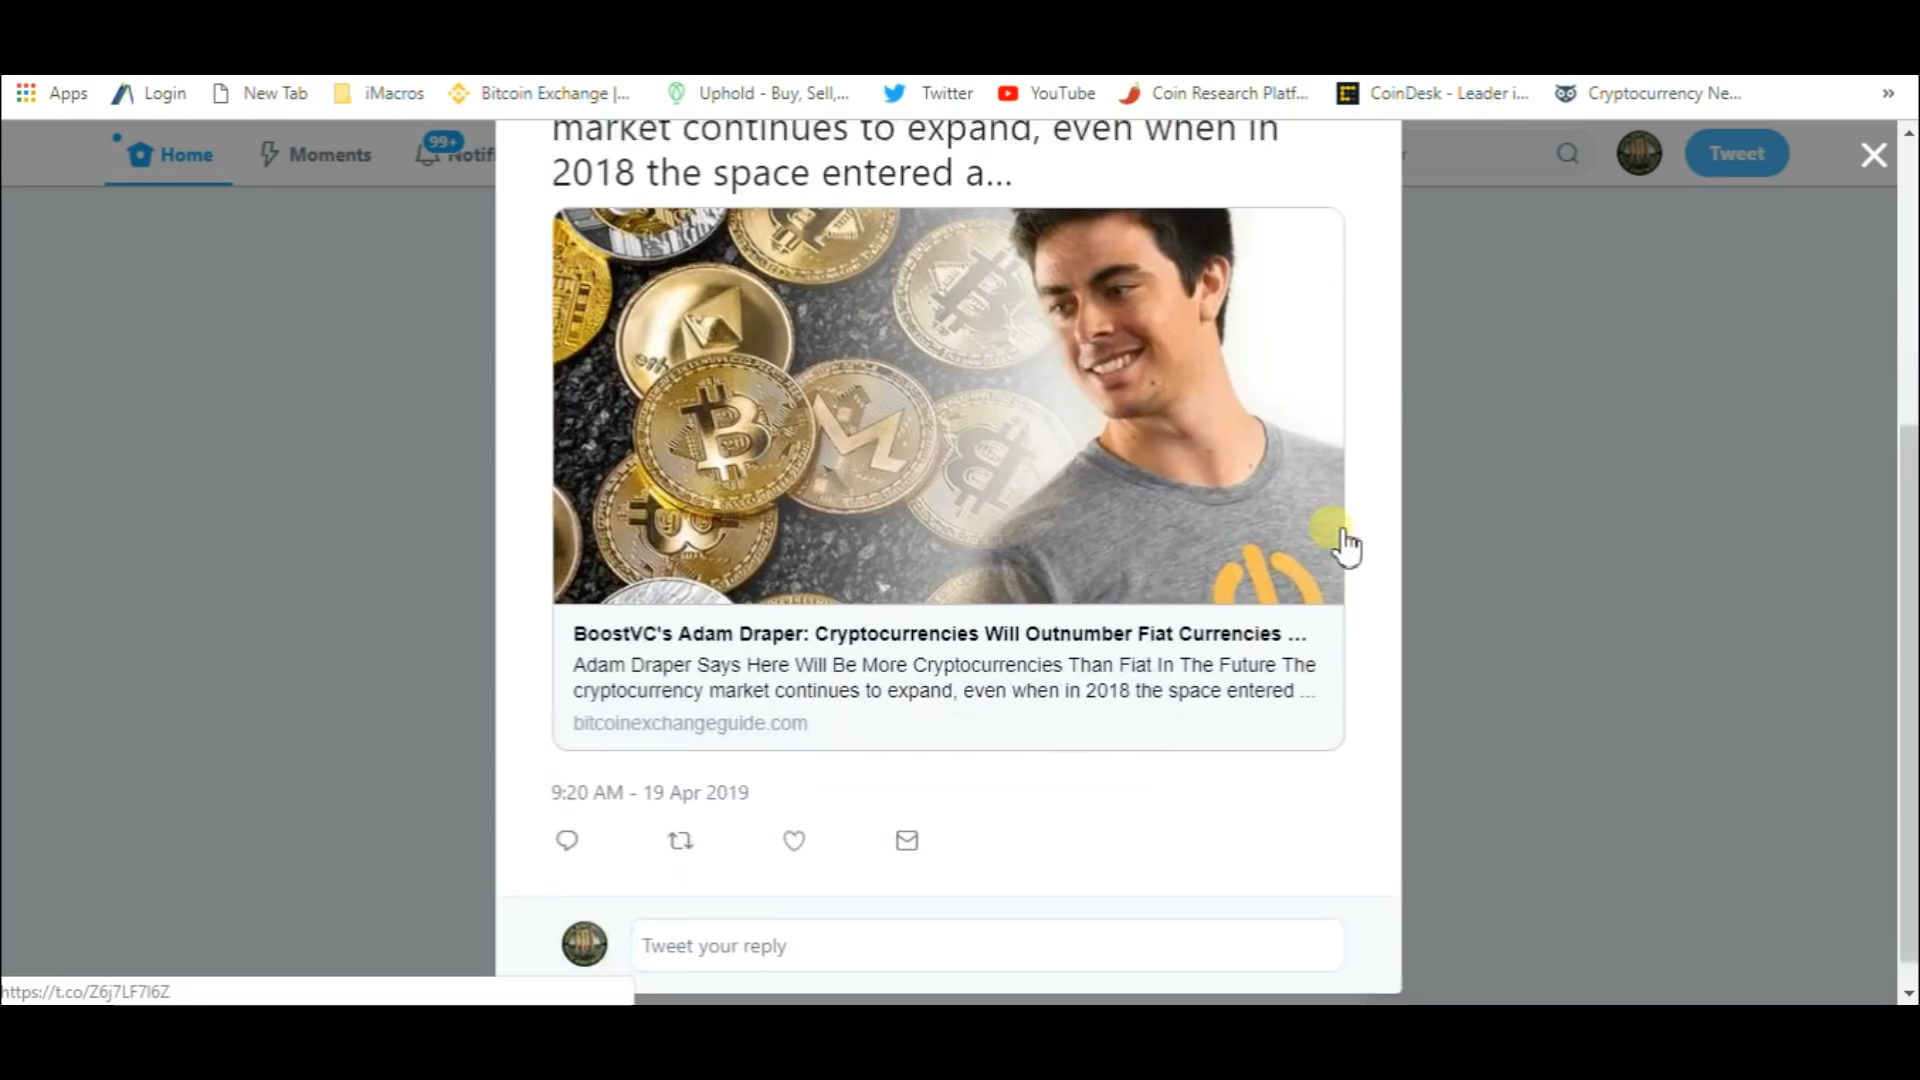 Apps Login New Tab iMacros Bitcoin Exchange |... Uphold - Buy, Sell,... Twitter YouTube Coin Research Platf... CoinDesk - Leader i... Cryptocurrency Ne... »
Home Moments 99+ Notif Tweet
market continues to expand, even when in
2018 the space entered a...
BoostVC's Adam Draper: Cryptocurrencies Will Outnumber Fiat Currencies ...
Adam Draper Says Here Will Be More Cryptocurrencies Than Fiat In The Future The
cryptocurrency market continues to expand, even when in 2018 the space entered ...
bitcoinexchangeguide.com
9:20 AM - 19 Apr 2019
Tweet your reply
https://t.co/Z6j7LF7I6Z